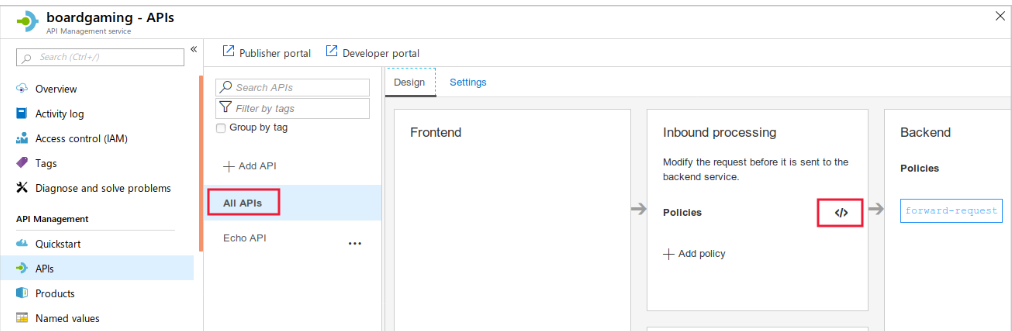 boardgaming - APIs
API Management service
Search (Ctrl+/)
Overview
Activity log
Access control (IAM)
Tags
Diagnose and solve problems
API Management
Quickstart
APIs
Products
Named values
Publisher portal
Developer portal
Search APIs
Filter by tags
Group by tag
Add API
All APIs
Echo API
...
Design
Settings
Frontend
Inbound processing
Modify the request before it is sent to the
backend service.
Policies
</>
Add policy
Backend
Policies
forward-request